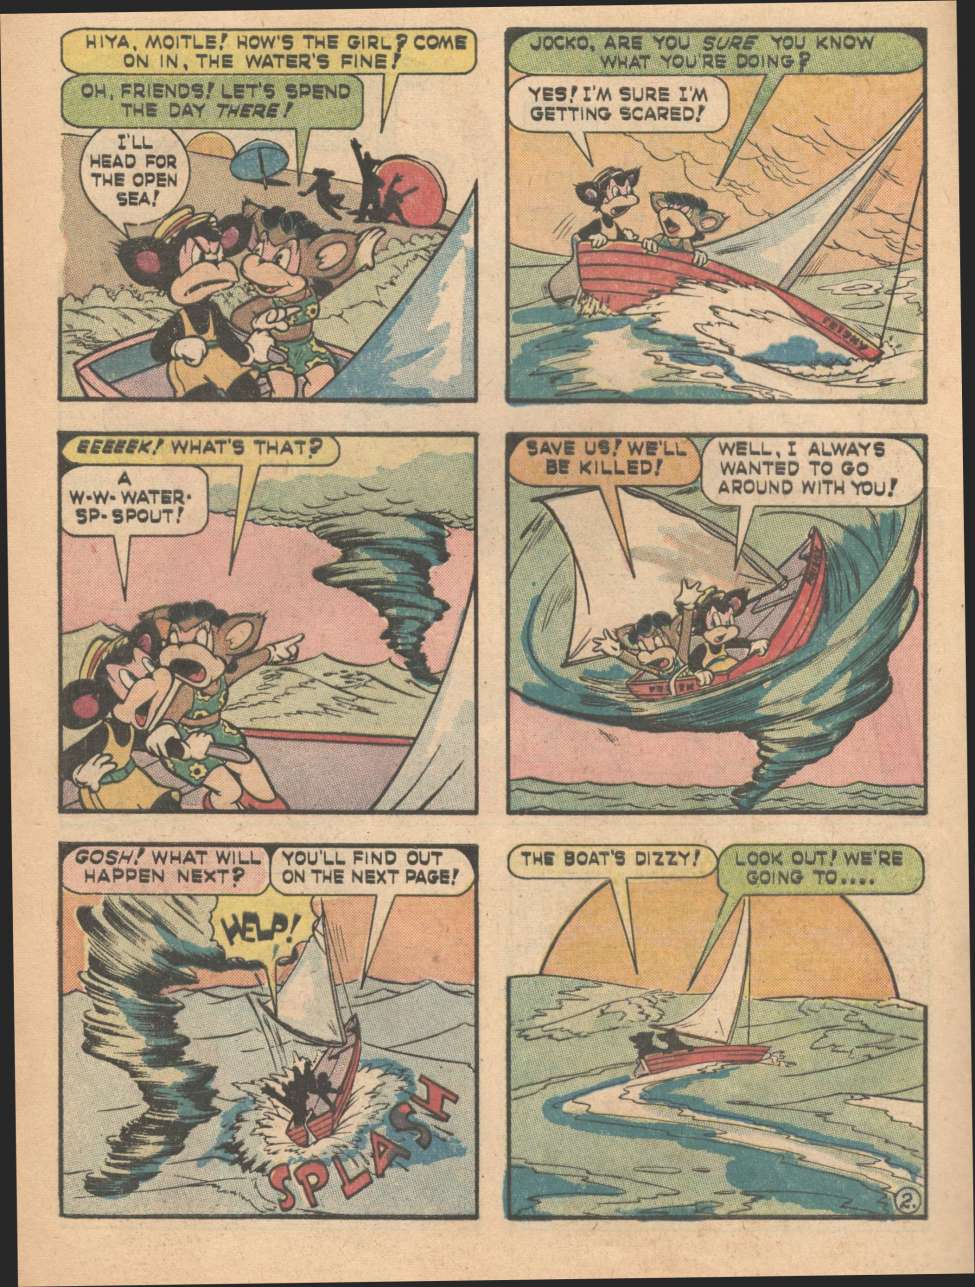 HIYA, MOITLE! HOW'S THE GIRL? COME
ON IN, THE WATER'S FINE!
OH, FRIENDS! LET'S SPEND
THE DAY THERE!
I'LL
HEAD FOR
THE OPEN
SEA!
JOCKO, ARE YOU SURE YOU KNOW
WHAT YOU'RE DOING?
YES! I'M SURE I'M
GETTING SCARED!
EEEEEK! WHAT'S THAT?
A
W-W-WATER-
SP-SPOUT!
SAVE US! WE'LL
BE KILLED!
WELL, I ALWAYS
WANTED TO GO
AROUND WITH YOU!
GOSH! WHAT WILL
HAPPEN NEXT?
YOU'LL FIND OUT
ON THE NEXT PAGE!
HELP!
SPLASH
THE BOAT'S DIZZY!
LOOK OUT! WE'RE
GOING TO....
2.